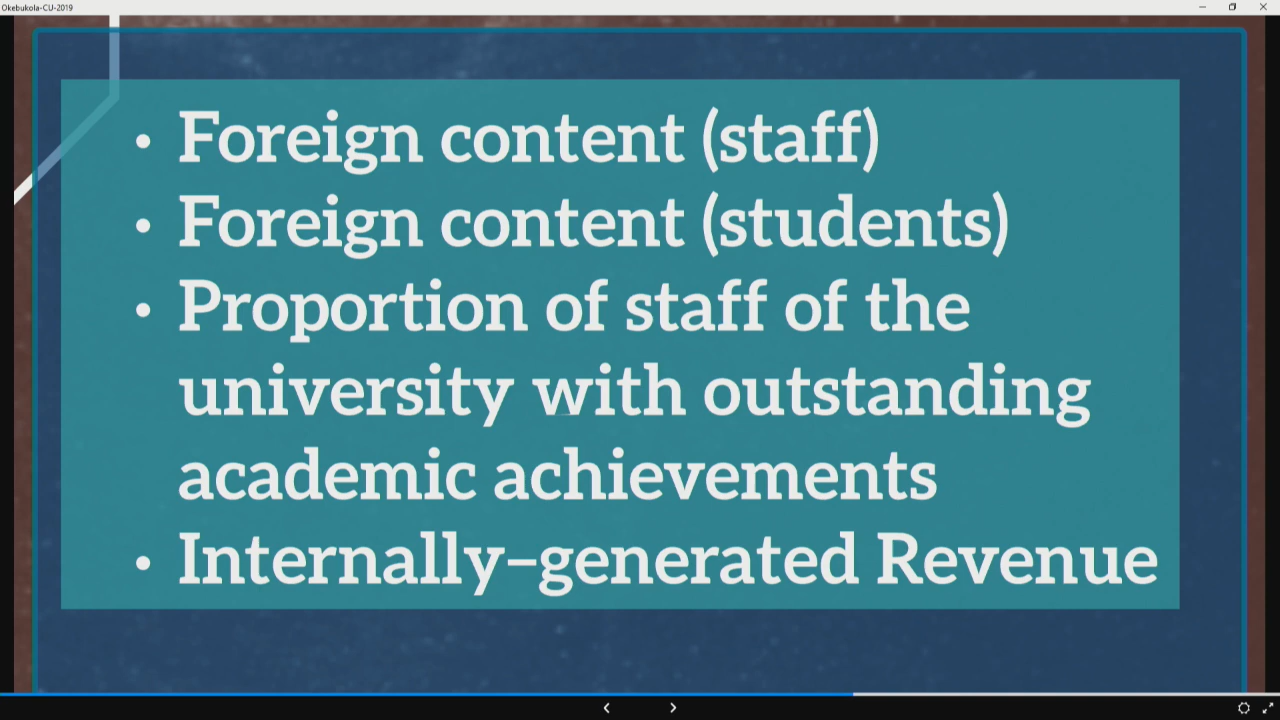 Okebukola-CU-2019
• Foreign content (staff)
• Foreign content (students)
• Proportion of staff of the
university with outstanding
academic achievements
• Internally-generated Revenue